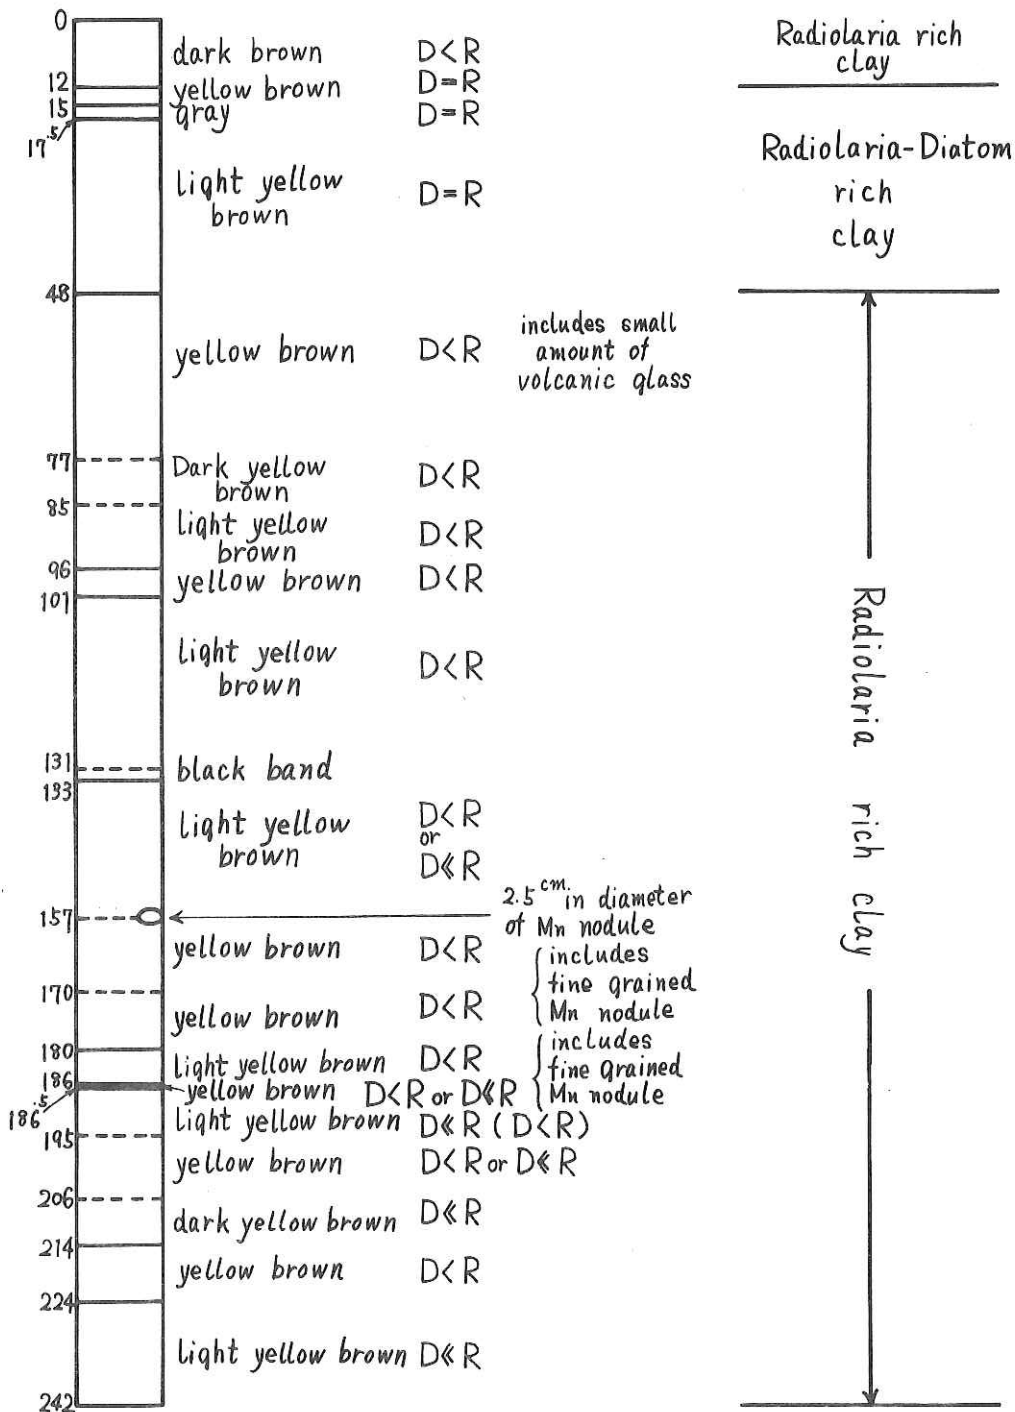 0
dark brown D<R
Radiolaria rich
clay
12
yellow brown D=R
15
gray D=R
17.5
Radiolaria-Diatom
rich
clay
light yellow
brown
D=R
48
yellow brown D<R
includes small
amount of
volcanic glass
77
Dark yellow
brown
D<R
85
light yellow
brown
D<R
96
yellow brown D<R
101
light yellow
brown
D<R
Radiolaria rich clay
131
black band
133
light yellow
brown
D<R
or
D≪R
157
2.5 cm. in diameter
of Mn nodule
yellow brown D<R
includes
fine grained
Mn nodule
170
yellow brown D<R
180
light yellow brown D<R
includes
fine grained
Mn nodule
186
yellow brown D<R or D≪R
186.5
light yellow brown D≪R (D<R)
195
yellow brown D<R or D≪R
206
dark yellow brown D≪R
214
yellow brown D<R
224
light yellow brown D≪R
242